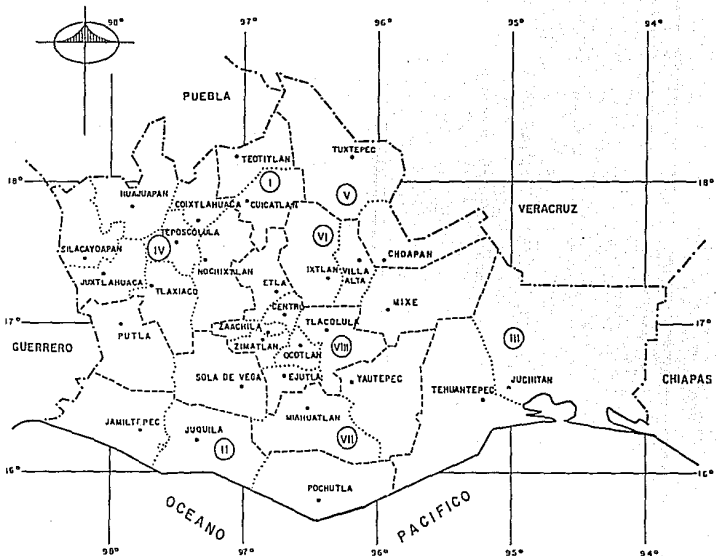 98°
97°
96°
95°
94°
PUEBLA
TEOTITLAN
TUXTEPEC
18°
18°
HUAJUAPAN
I
V
COIXTLAHUACA
CUICATLAN
VERACRUZ
TEPOSCOLULA
IV
VI
SILACAYOAPAN
NOCHIXTLAN
CHOAPAN
JUXTLAHUACA
IXTLAN
VILLA
ALTA
TLAXIACO
ETLA
CENTRO
MIXE
17°
17°
PUTLA
ZAACHILA
TLACOLULA
III
GUERRERO
ZIMATLAN
OCOTLAN
VIII
SOLA DE VEGA
EJUTLA
YAUTEPEC
TEHUANTEPEC
JUCHITAN
CHIAPAS
JAMILTEPEC
JUQUILA
MIAHUATLAN
II
VII
16°
16°
POCHUTLA
OCEANO PACIFICO
98°
97°
96°
95°
94°